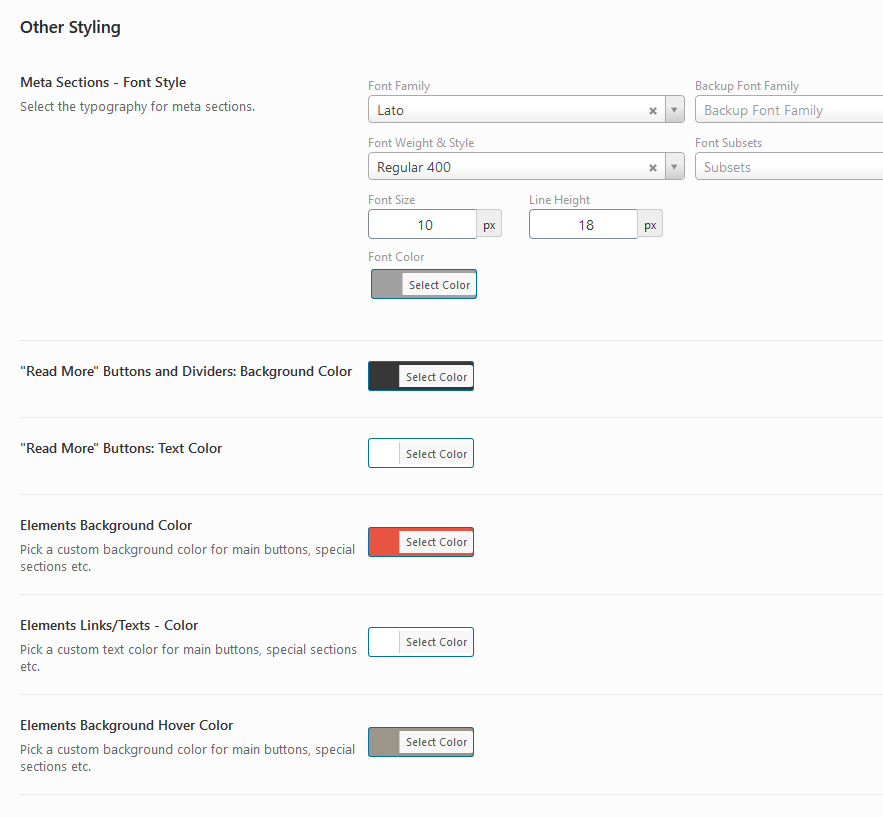 Other Styling
Meta Sections - Font Style
Select the typography for meta sections.
Font Family
Backup Font Family
Lato
Backup Font Family
Font Weight & Style
Font Subsets
Regular 400
Subsets
Font Size
Line Height
10 px
18 px
Font Color
Select Color
"Read More" Buttons and Dividers: Background Color
Select Color
"Read More" Buttons: Text Color
Select Color
Elements Background Color
Pick a custom background color for main buttons, special
sections etc.
Select Color
Elements Links/Texts - Color
Pick a custom text color for main buttons, special sections
etc.
Select Color
Elements Background Hover Color
Pick a custom background color for main buttons, special
sections etc.
Select Color